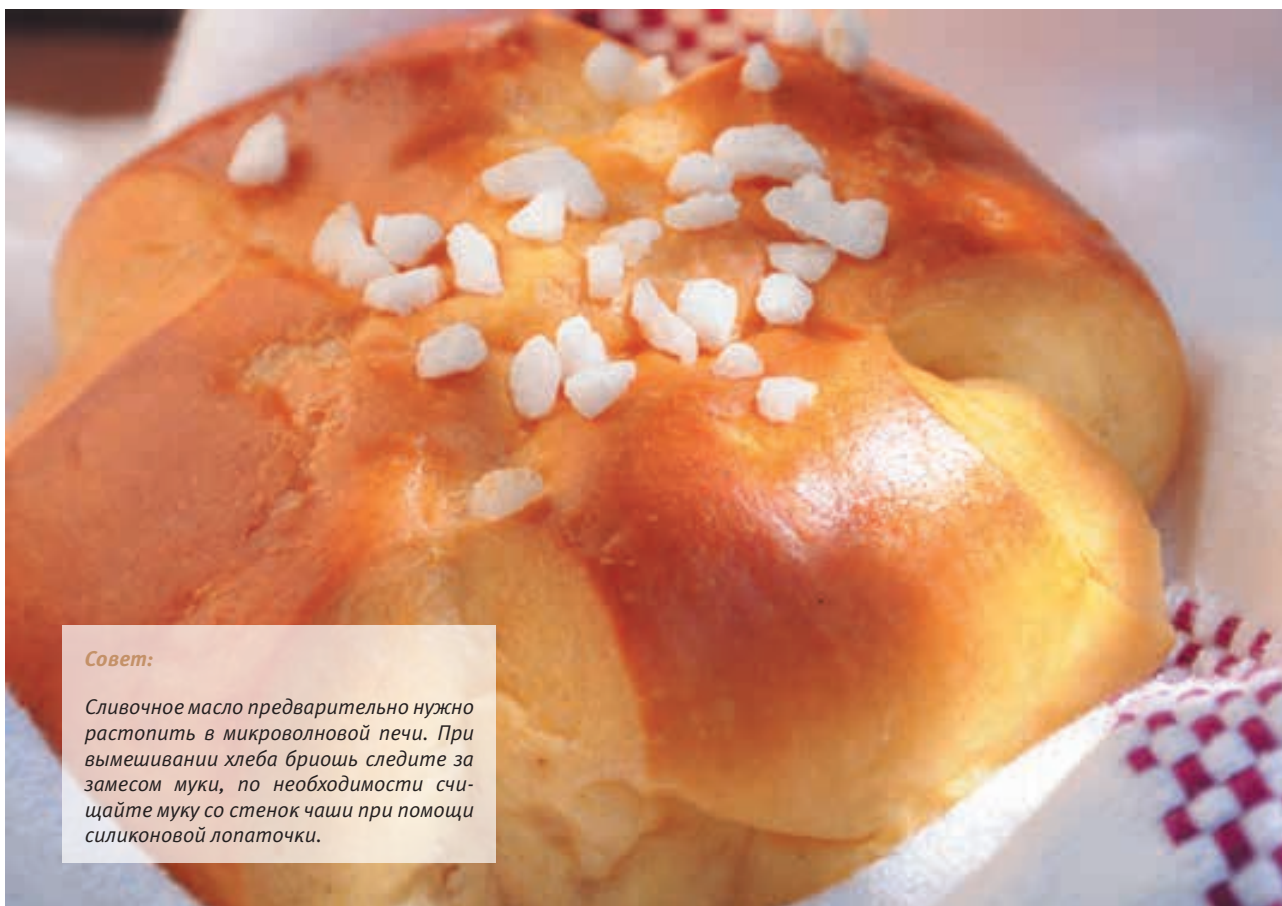 Совет:
Сливочное масло предварительно нужно
растопить в микроволновой печи. При
вымешивании хлеба бриошь следите за
замесом муки, по необходимости счи-
щайте муку со стенок чаши при помощи
силиконовой лопаточки.